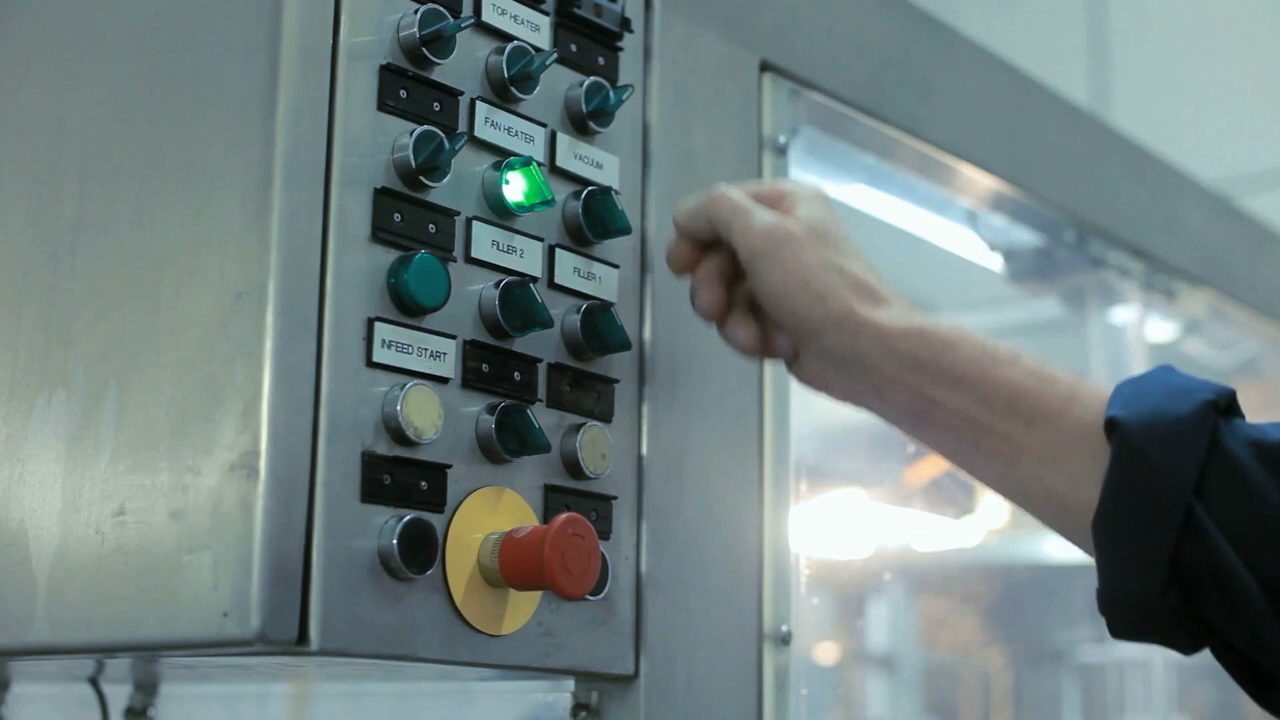 TOP HEATER
FAN HEATER
VACUUM
FILLER 2
FILLER 1
INFEED START